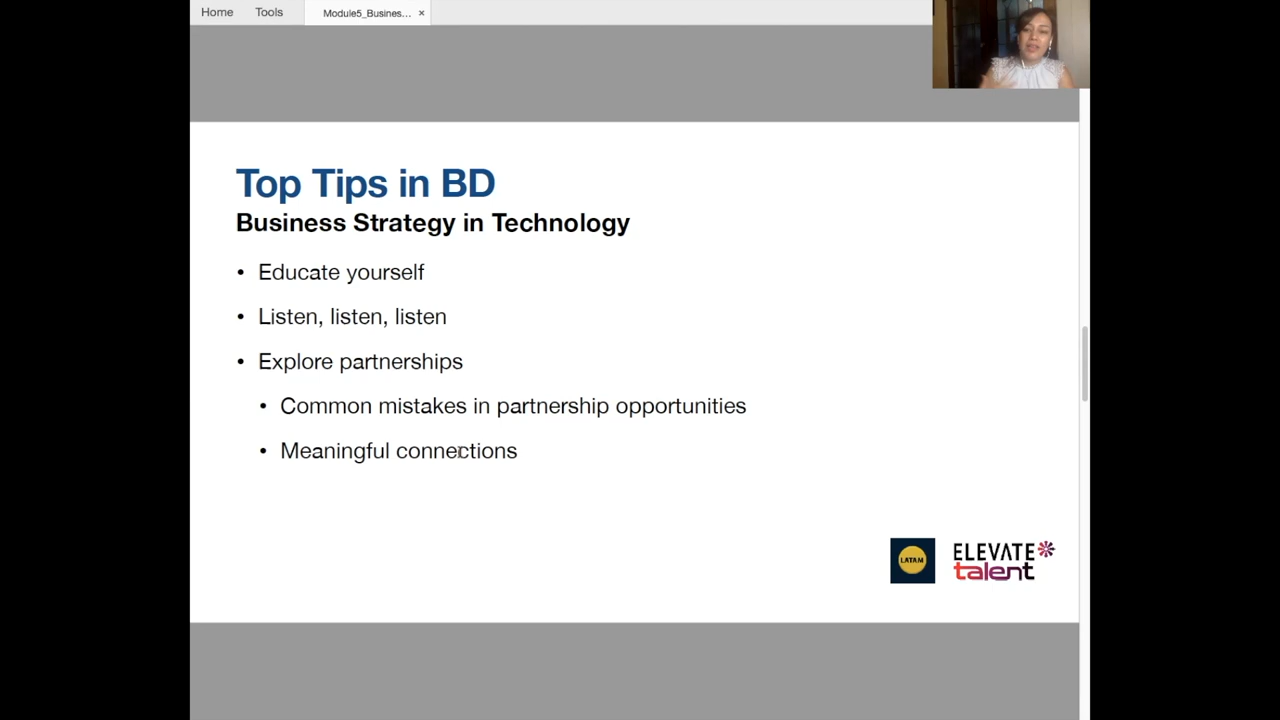 Home Tools Module5_Busines... ×
Top Tips in BD
Business Strategy in Technology
• Educate yourself
• Listen, listen, listen
• Explore partnerships
• Common mistakes in partnership opportunities
• Meaningful connections
LATAM
ELEVATE
talent